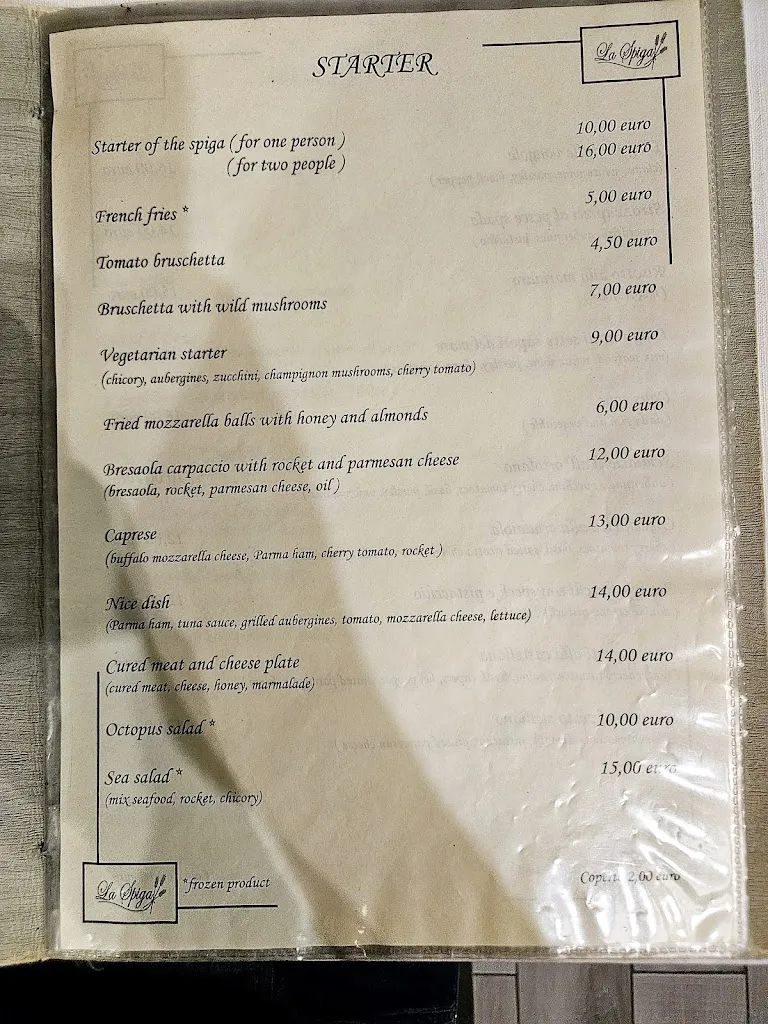 STARTER
La Spiga
Starter of the spiga (for one person) 10,00 euro
(for two people) 16,00 euro
French fries * 5,00 euro
Tomato bruschetta 4,50 euro
Bruschetta with wild mushrooms 7,00 euro
Vegetarian starter 9,00 euro
(chicory, aubergines, zucchini, champignon mushrooms, cherry tomato)
Fried mozzarella balls with honey and almonds 6,00 euro
Bresaola carpaccio with rocket and parmesan cheese 12,00 euro
(bresaola, rocket, parmesan cheese, oil)
Caprese 13,00 euro
(buffalo mozzarella cheese, Parma ham, cherry tomato, rocket)
Nice dish 14,00 euro
(Parma ham, tuna sauce, grilled aubergines, tomato, mozzarella cheese, lettuce)
Cured meat and cheese plate 14,00 euro
(cured meat, cheese, honey, marmalade)
Octopus salad * 10,00 euro
Sea salad * 15,00 euro
(mix seafood, rocket, chicory)
La Spiga
*frozen product
Coperto 2,00 euro